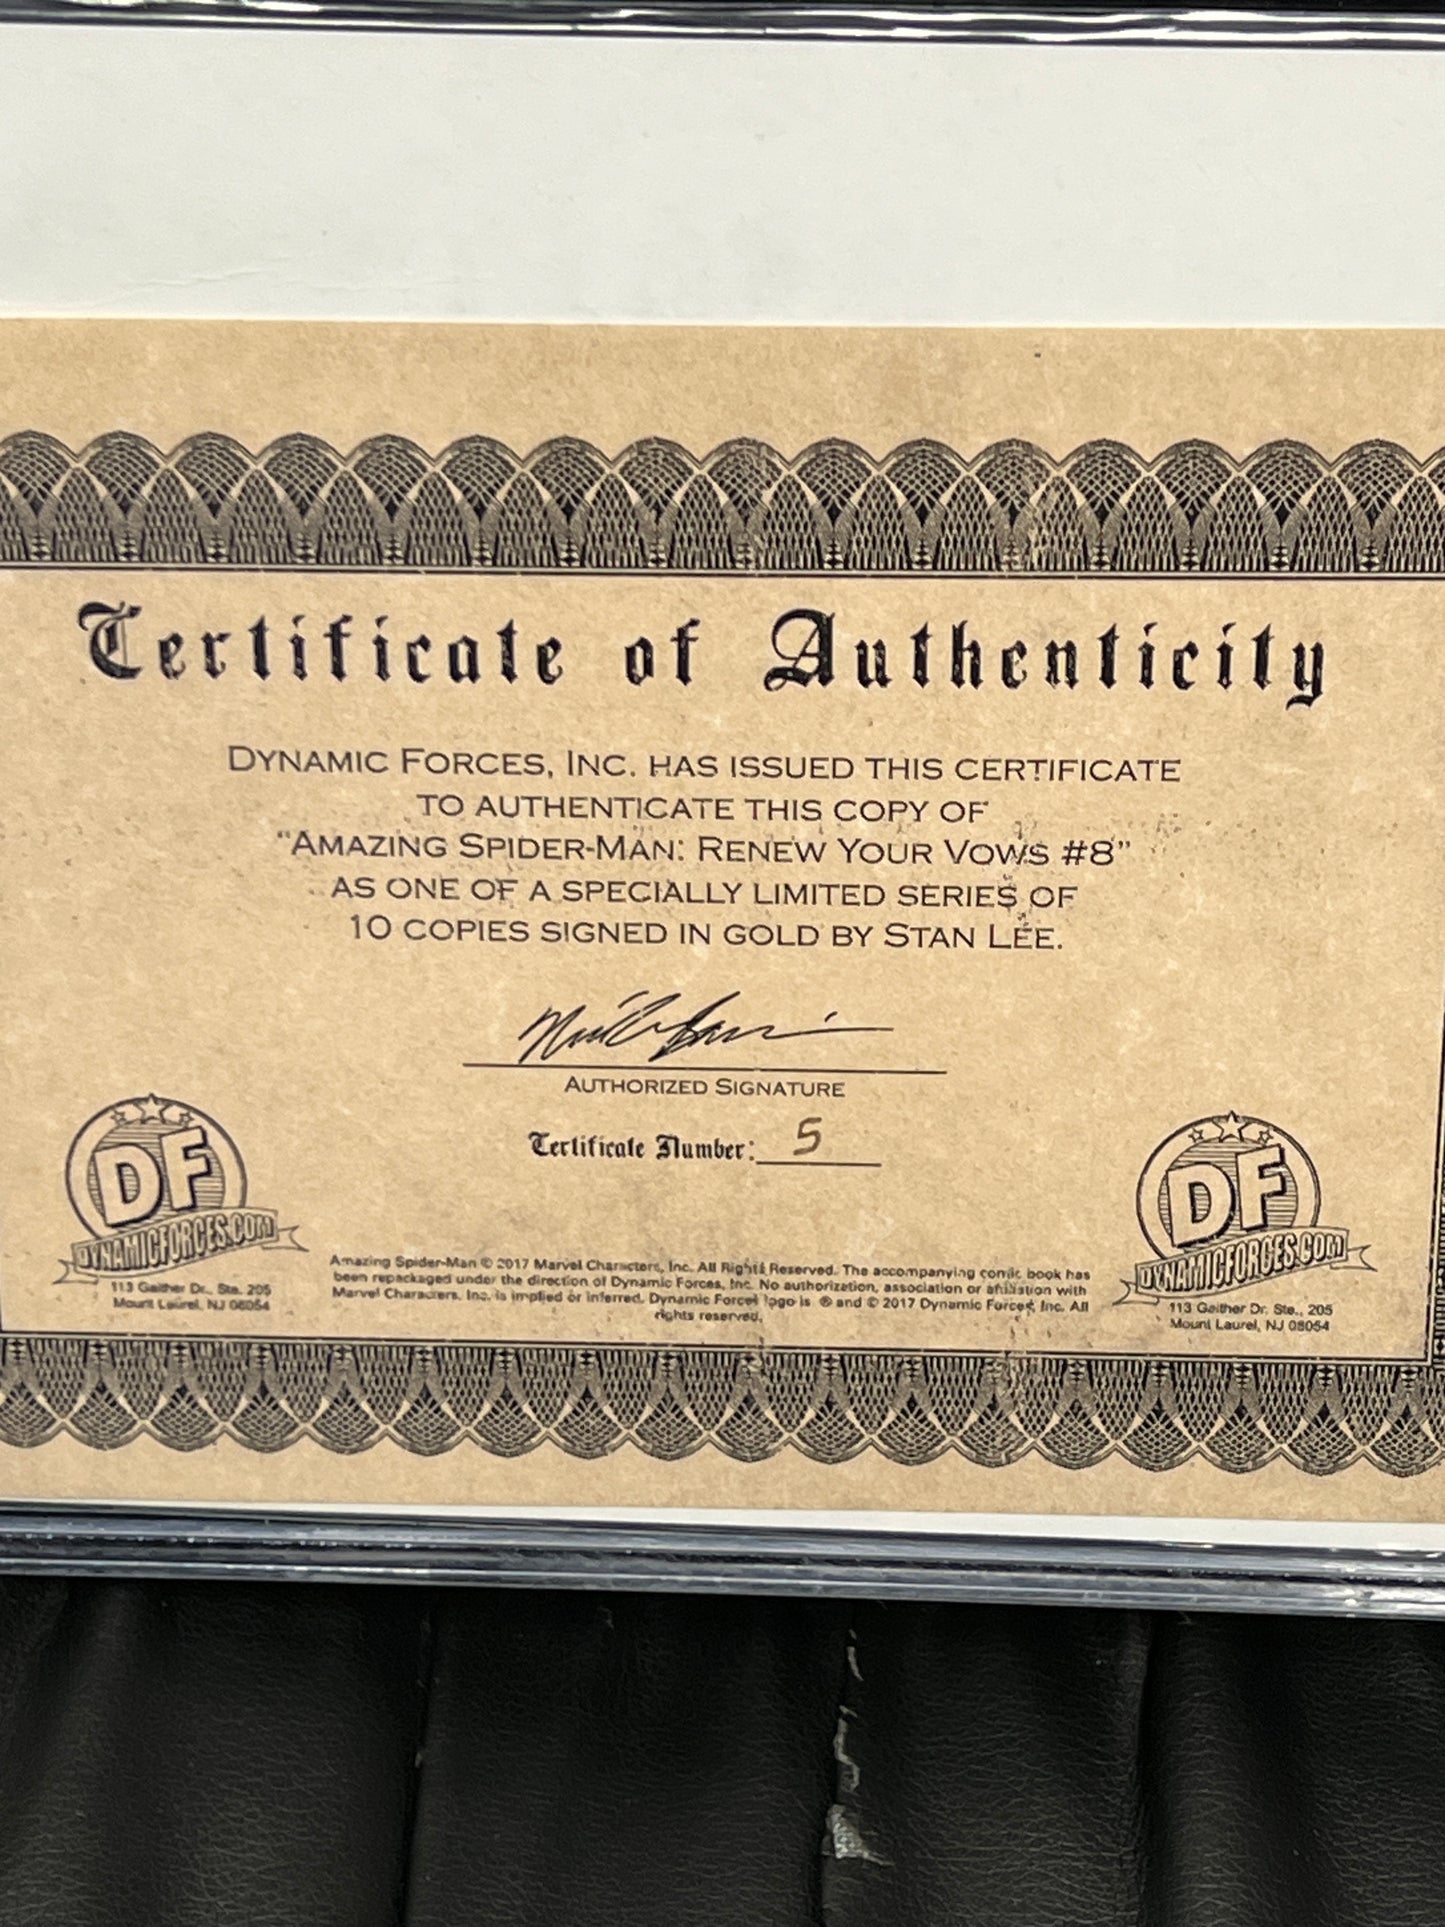 Certificate of Authenticity
DYNAMIC FORCES, INC. HAS ISSUED THIS CERTIFICATE
TO AUTHENTICATE THIS COPY OF
"AMAZING SPIDER-MAN: RENEW YOUR VOWS #8"
AS ONE OF A SPECIALLY LIMITED SERIES OF
10 COPIES SIGNED IN GOLD BY STAN LEE.
AUTHORIZED SIGNATURE
Certificate Number: 5
DF
DYNAMICFORCES.COM
113 Gaither Dr., Ste. 205
Mount Laurel, NJ 08054
Amazing Spider-Man © 2017 Marvel Characters, Inc. All Rights Reserved. The accompanying comic book has
been repackaged under the direction of Dynamic Forces, Inc. No authorization, association or affiliation with
Marvel Characters, Inc. is implied or inferred. Dynamic Forces logo is ® and © 2017 Dynamic Forces, Inc. All
rights reserved.
DF
DYNAMICFORCES.COM
113 Gaither Dr. Ste., 205
Mount Laurel, NJ 08054